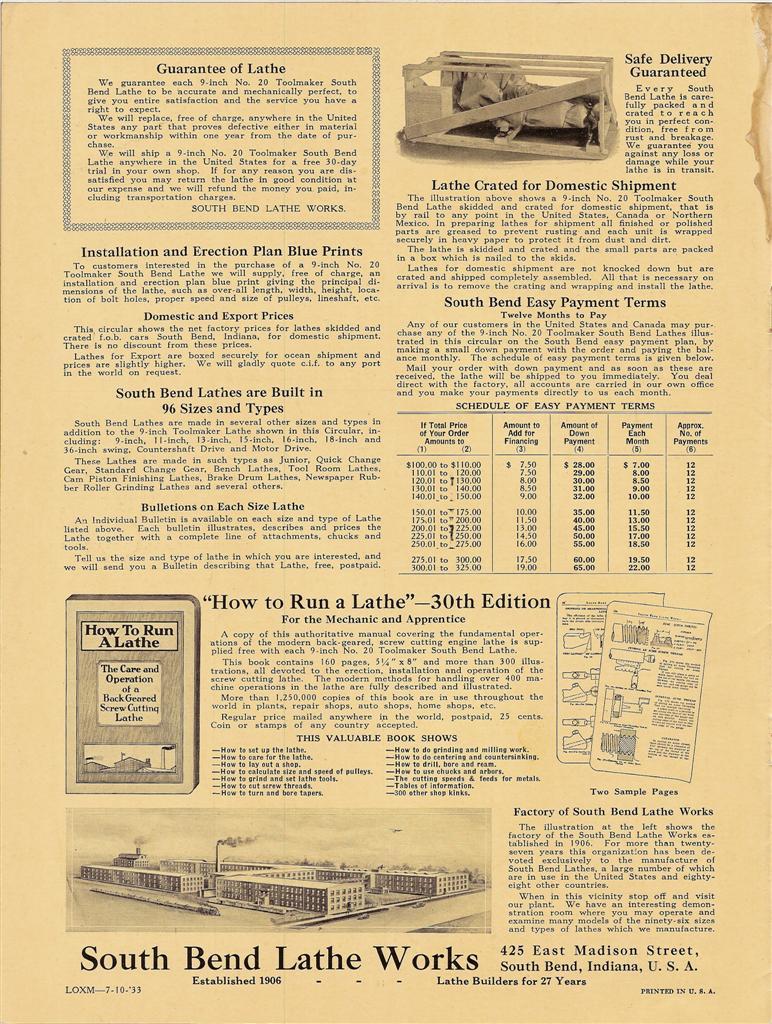 Guarantee of Lathe
We guarantee each 9-inch No. 20 Toolmaker South
Bend Lathe to be accurate and mechanically perfect, to
give you entire satisfaction and the service you have a
right to expect.
We will replace, free of charge, anywhere in the United
States any part that proves defective either in material
or workmanship within one year from the date of pur-
chase.
We will ship a 9-inch No. 20 Toolmaker South Bend
Lathe anywhere in the United States for a free 30-day
trial in your own shop. If for any reason you are dis-
satisfied you may return the lathe in good condition at
our expense and we will refund the money you paid, in-
cluding transportation charges.
SOUTH BEND LATHE WORKS.
Installation and Erection Plan Blue Prints
To customers interested in the purchase of a 9-inch No. 20
Toolmaker South Bend Lathe we will supply, free of charge, an
installation and erection plan blue print giving the principal di-
mensions of the lathe, such as over-all length, width, height, loca-
tion of bolt holes, proper speed and size of pulleys, lineshaft, etc.
Domestic and Export Prices
This circular shows the net factory prices for lathes skidded and
crated f.o.b. cars South Bend, Indiana, for domestic shipment.
There is no discount from these prices.
Lathes for Export are boxed securely for ocean shipment and
prices are slightly higher. We will gladly quote c.i.f. to any port
in the world on request.
South Bend Lathes are Built in
96 Sizes and Types
South Bend Lathes are made in several other sizes and types in
addition to the 9-inch Toolmaker Lathe shown in this Circular, in-
cluding: 9-inch, 11-inch, 13-inch, 15-inch, 16-inch, 18-inch and
36-inch swing, Countershaft Drive and Motor Drive.
These Lathes are made in such types as Junior, Quick Change
Gear, Standard Change Gear, Bench Lathes, Tool Room Lathes,
Cam Piston Finishing Lathes, Brake Drum Lathes, Newspaper Rub-
ber Roller Grinding Lathes and several others.
Bulletions on Each Size Lathe
An Individual Bulletin is available on each size and type of Lathe
listed above. Each bulletin illustrates, describes and prices the
Lathe together with a complete line of attachments, chucks and
tools.
Tell us the size and type of lathe in which you are interested, and
we will send you a Bulletin describing that Lathe, free, postpaid.
Safe Delivery
Guaranteed
Every South
Bend Lathe is care-
fully packed and
crated to reach
you in perfect con-
dition, free from
rust and breakage.
We guarantee you
against any loss or
damage while your
lathe is in transit.
Lathe Crated for Domestic Shipment
The illustration above shows a 9-inch No. 20 Toolmaker South
Bend Lathe skidded and crated for domestic shipment, that is
by rail to any point in the United States, Canada or Northern
Mexico. In preparing lathes for shipment all finished or polished
parts are greased to prevent rusting and each unit is wrapped
securely in heavy paper to protect it from dust and dirt.
The lathe is skidded and crated and the small parts are packed
in a box which is nailed to the skids.
Lathes for domestic shipment are not knocked down but are
crated and shipped completely assembled. All that is necessary on
arrival is to remove the crating and wrapping and install the lathe.
South Bend Easy Payment Terms
Twelve Months to Pay
Any of our customers in the United States and Canada may pur-
chase any of the 9-inch No. 20 Toolmaker South Bend Lathes illus-
trated in this circular on the South Bend easy payment plan, by
making a small down payment with the order and paying the bal-
ance monthly. The schedule of easy payment terms is given below.
Mail your order with down payment and as soon as these are
received, the lathe will be shipped to you immediately. You deal
direct with the factory, all accounts are carried in our own office
and you make your payments directly to us each month.
SCHEDULE OF EASY PAYMENT TERMS
If Total Price of Your Order Amounts to (1) (2) Amount to Add for Financing (3) Amount of Down Payment (4) Payment Each Month (5) Approx. No. of Payments (6)
$100.00 to $110.00 $ 7.50 $ 28.00 $ 7.00 12
110.01 to 120.00 7.50 29.00 8.00 12
120.01 to 130.00 8.00 30.00 8.50 12
130.01 to 140.00 8.50 31.00 9.00 12
140.01 to 150.00 9.00 32.00 10.00 12
150.01 to 175.00 10.00 35.00 11.50 12
175.01 to 200.00 11.50 40.00 13.00 12
200.01 to 225.00 13.00 45.00 15.50 12
225.01 to 250.00 14.50 50.00 17.00 12
250.01 to 275.00 16.00 55.00 18.50 12
275.01 to 300.00 17.50 60.00 19.50 12
300.01 to 325.00 19.00 65.00 22.00 12
How To Run
A Lathe
The Care and
Operation
of a
Back Geared
Screw Cutting
Lathe
"How to Run a Lathe"—30th Edition
For the Mechanic and Apprentice
A copy of this authoritative manual covering the fundamental oper-
ations of the modern back-geared, screw cutting engine lathe is sup-
plied free with each 9-inch No. 20 Toolmaker South Bend Lathe.
This book contains 160 pages, 5¼" x 8" and more than 300 illus-
trations, all devoted to the erection, installation and operation of the
screw cutting lathe. The modern methods for handling over 400 ma-
chine operations in the lathe are fully described and illustrated.
More than 1,250,000 copies of this book are in use throughout the
world in plants, repair shops, auto shops, home shops, etc.
Regular price mailed anywhere in the world, postpaid, 25 cents.
Coin or stamps of any country accepted.
THIS VALUABLE BOOK SHOWS
—How to set up the lathe.
—How to care for the lathe.
—How to lay out a shop.
—How to calculate size and speed of pulleys.
—How to grind and set lathe tools.
—How to cut screw threads.
—How to turn and bore tapers.
—How to do grinding and milling work.
—How to do centering and countersinking.
—How to drill, bore and ream.
—How to use chucks and arbors.
—The cutting speeds & feeds for metals.
—Tables of information.
—300 other shop kinks.
Two Sample Pages
Factory of South Bend Lathe Works
The illustration at the left shows the
factory of the South Bend Lathe Works es-
tablished in 1906. For more than twenty-
seven years this organization has been de-
voted exclusively to the manufacture of
South Bend Lathes, a large number of which
are in use in the United States and eighty-
eight other countries.
When in this vicinity stop off and visit
our plant. We have an interesting demon-
stration room where you may operate and
examine many models of the ninety-six sizes
and types of lathes which we manufacture.
South Bend Lathe Works
425 East Madison Street,
South Bend, Indiana, U. S. A.
Established 1906 - - - Lathe Builders for 27 Years
LOXM—7-10-'33
PRINTED IN U. S. A.